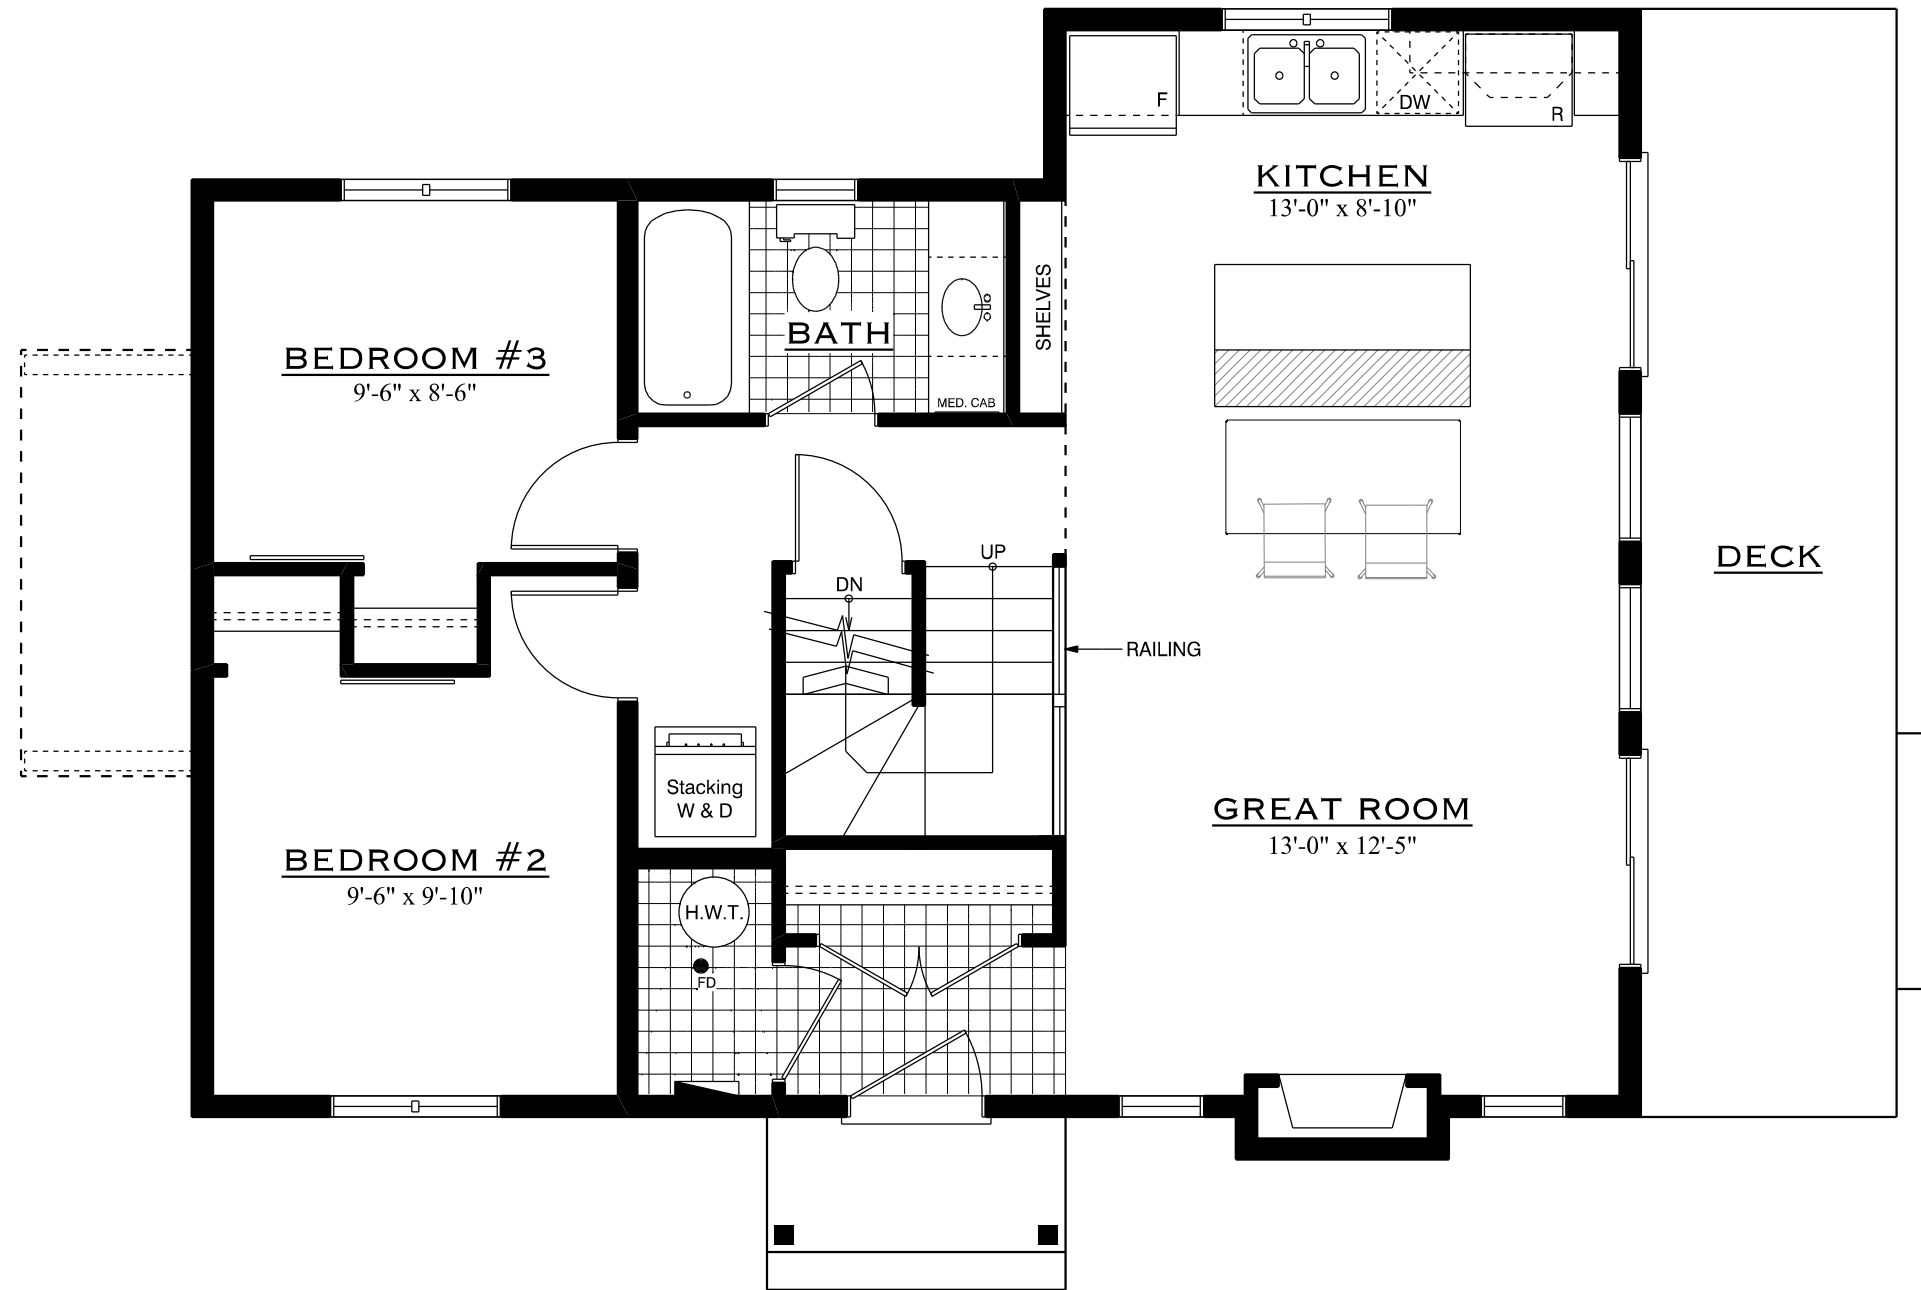 F
DW
R
KITCHEN
13'-0" x 8'-10"
SHELVES
BATH
MED. CAB
BEDROOM #3
9'-6" x 8'-6"
UP
DN
DECK
RAILING
Stacking
W & D
GREAT ROOM
13'-0" x 12'-5"
BEDROOM #2
9'-6" x 9'-10"
H.W.T.
FD